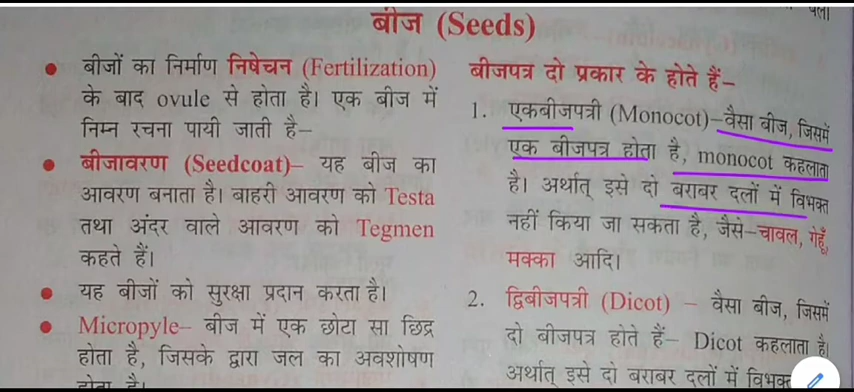 बीज (Seeds)
बीजों का निर्माण निषेचन (Fertilization)
के बाद ovule से होता है। एक बीज में
निम्न रचना पायी जाती है–
बीजावरण (Seedcoat)– यह बीज का
आवरण बनाता है। बाहरी आवरण को Testa
तथा अंदर वाले आवरण को Tegmen
कहते हैं।
यह बीजों को सुरक्षा प्रदान करता है।
Micropyle– बीज में एक छोटा सा छिद्र
होता है, जिसके द्वारा जल का अवशोषण
होता है।
बीजपत्र दो प्रकार के होते हैं–
1. एकबीजपत्री (Monocot)–वैसा बीज, जिसमें
एक बीजपत्र होता है, monocot कहलाता
है। अर्थात् इसे दो बराबर दलों में विभक्त
नहीं किया जा सकता है, जैसे–चावल, गेहूँ,
मक्का आदि।
2. द्विबीजपत्री (Dicot) – वैसा बीज, जिसमें
दो बीजपत्र होते हैं– Dicot कहलाता है।
अर्थात् इसे दो बराबर दलों में विभक्त